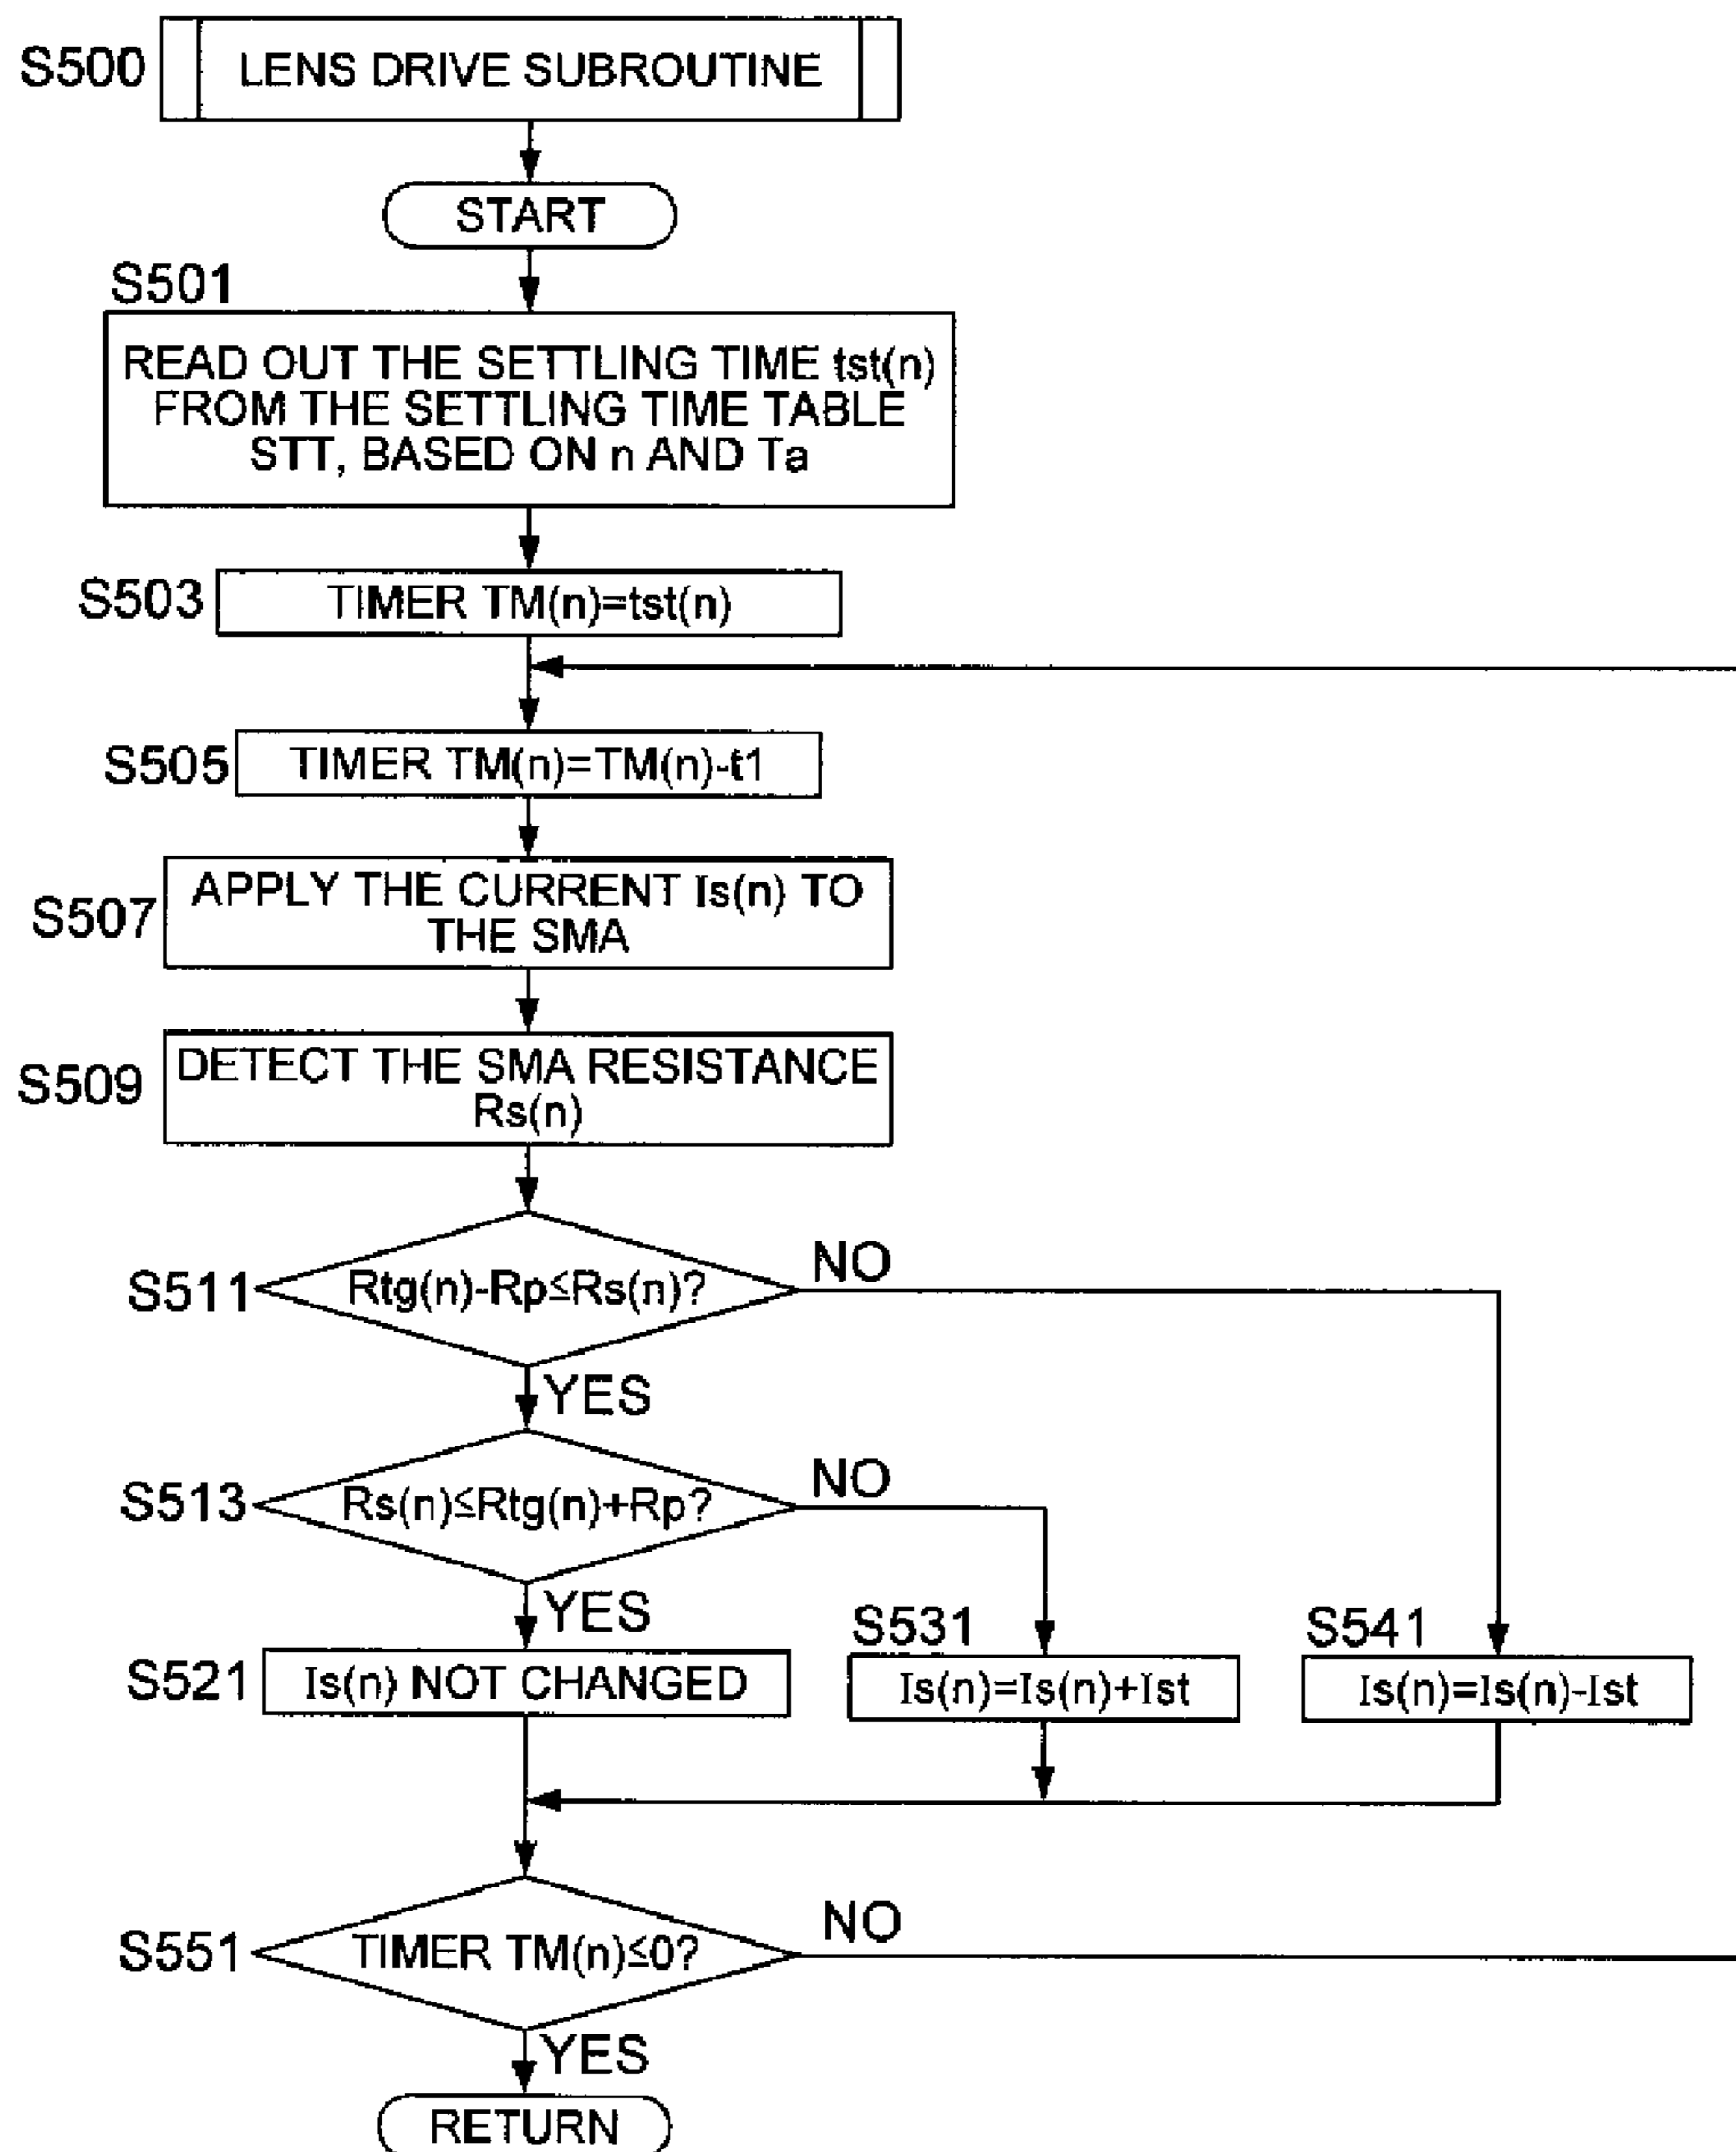 S500
LENS DRIVE SUBROUTINE
START
S501
READ OUT THE SETTLING TIME tst(n)
FROM THE SETTLING TIME TABLE
STT, BASED ON n AND Ta
S503
TIMER TM(n)=tst(n)
S505
TIMER TM(n)=TM(n)-t1
S507
APPLY THE CURRENT Is(n) TO
THE SMA
S509
DETECT THE SMA RESISTANCE
Rs(n)
S511
Rtg(n)-Rp≤Rs(n)?
NO
YES
S513
Rs(n)≤Rtg(n)+Rp?
NO
YES
S521
Is(n) NOT CHANGED
S531
Is(n)=Is(n)+Ist
S541
Is(n)=Is(n)-Ist
S551
TIMER TM(n)≤0?
NO
YES
RETURN